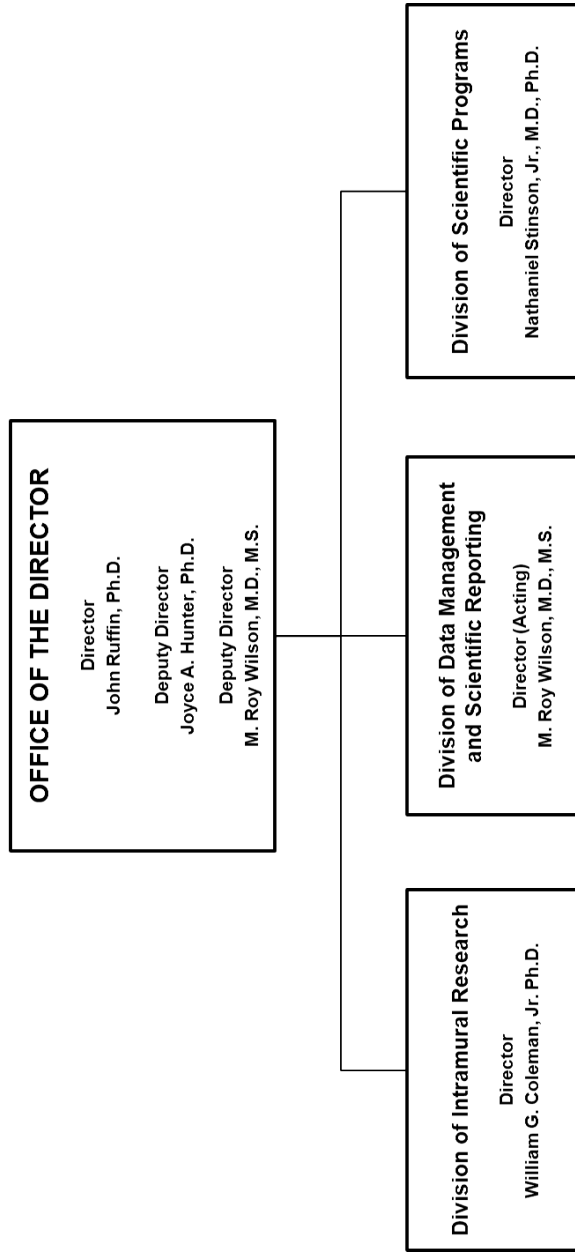 OFFICE OF THE DIRECTOR
Director
John Ruffin, Ph.D.
Deputy Director
Joyce A. Hunter, Ph.D.
Deputy Director
M. Roy Wilson, M.D., M.S.
Division of Intramural Research
Director
William G. Coleman, Jr. Ph.D.
Division of Data Management
and Scientific Reporting
Director (Acting)
M. Roy Wilson, M.D., M.S.
Division of Scientific Programs
Director
Nathaniel Stinson, Jr., M.D., Ph.D.